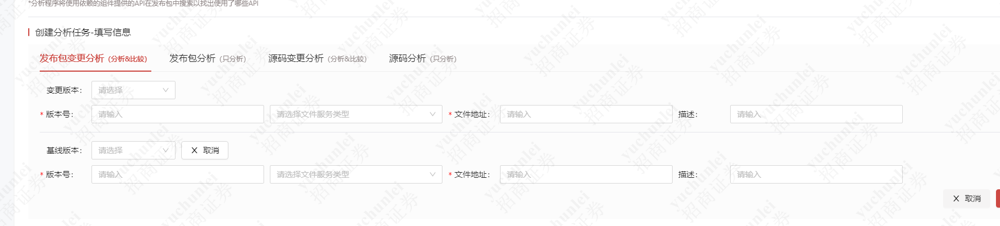 *分析程序将使用依赖的组件提供的API在发布包中搜索以找出使用了哪些API
创建分析任务-填写信息
发布包变更分析 (分析&比较) 发布包分析 (只分析) 源码变更分析 (分析&比较) 源码分析 (只分析)
变更版本: 请选择
* 版本号: 请输入 请选择文件服务类型 * 文件地址: 请输入 描述: 请输入
基线版本: 请选择 X 取消
* 版本号: 请输入 请选择文件服务类型 * 文件地址: 请输入 描述: 请输入
X 取消
yuchunlei
招商证券